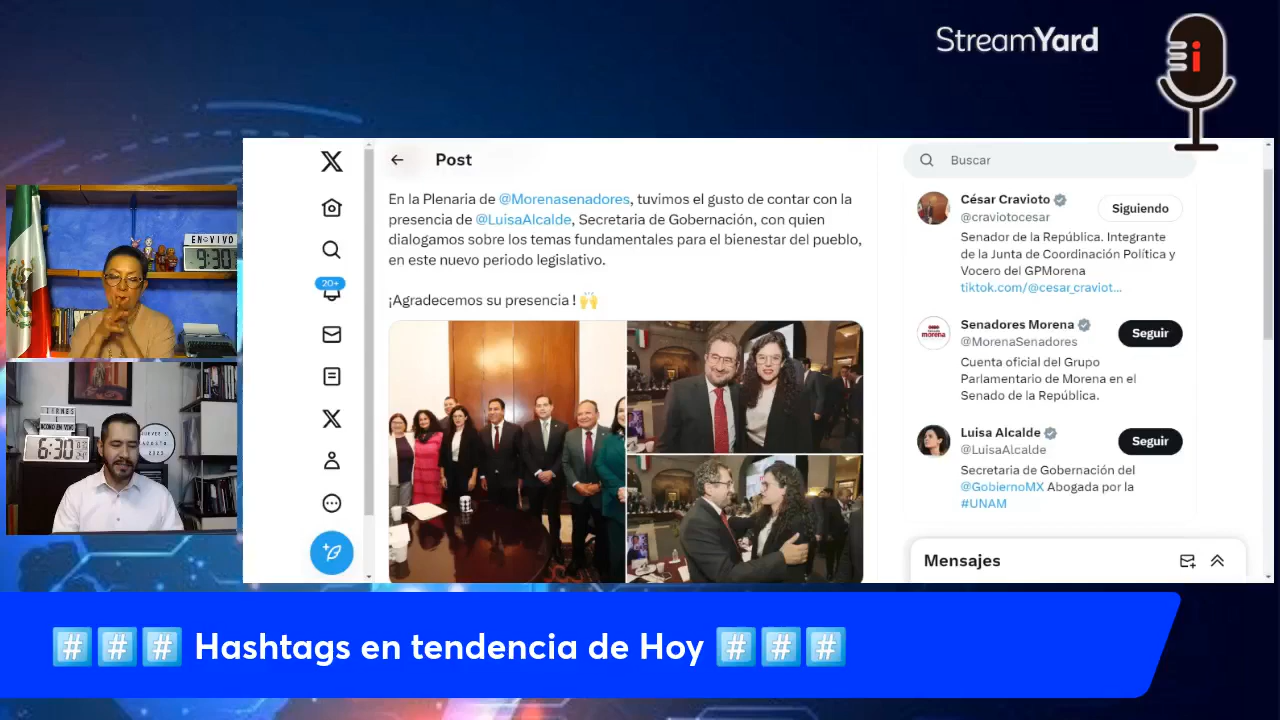 StreamYard
i
Post
Buscar
En la Plenaria de @Morenasenadores, tuvimos el gusto de contar con la
presencia de @LuisaAlcalde, Secretaria de Gobernación, con quien
dialogamos sobre los temas fundamentales para el bienestar del pueblo,
en este nuevo periodo legislativo.
¡Agradecemos su presencia ! 🙌
20+
César Cravioto
@craviotocesar
Siguiendo
Senador de la República. Integrante
de la Junta de Coordinación Política y
Vocero del GPMorena
tiktok.com/@cesar_craviot...
Senadores Morena
@MorenaSenadores
Seguir
Cuenta oficial del Grupo
Parlamentario de Morena en el
Senado de la República.
morena
Luisa Alcalde
@LuisaAlcalde
Seguir
Secretaria de Gobernación del
@GobiernoMX Abogada por la
#UNAM
Mensajes
EN VIVO
9:30
6:30
#️⃣#️⃣#️⃣ Hashtags en tendencia de Hoy #️⃣#️⃣#️⃣